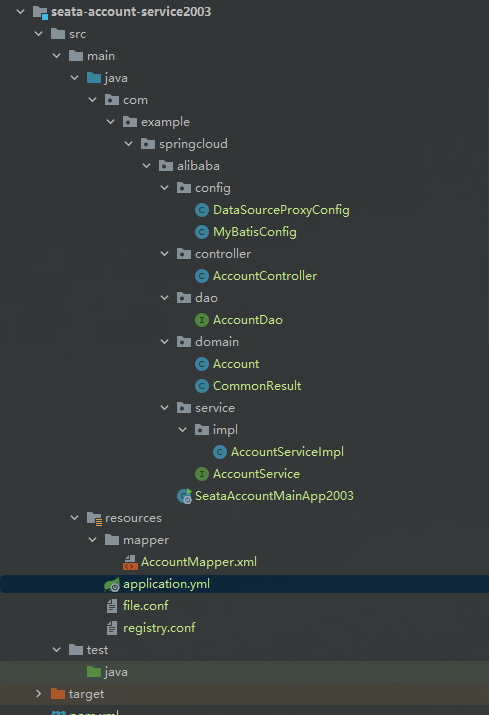 seata-account-service2003
src
main
java
com
example
springcloud
alibaba
config
DataSourceProxyConfig
MyBatisConfig
controller
AccountController
dao
AccountDao
domain
Account
CommonResult
service
impl
AccountServiceImpl
AccountService
SeataAccountMainApp2003
resources
mapper
AccountMapper.xml
application.yml
file.conf
registry.conf
test
java
target